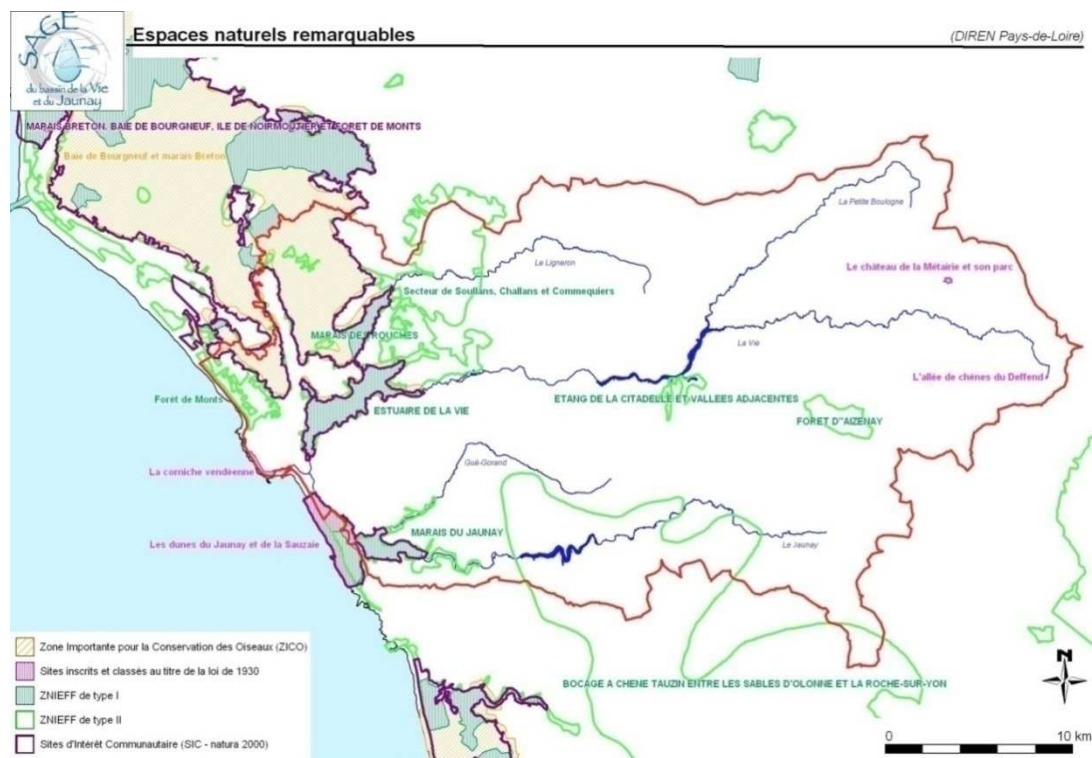 SAGE
du bassin de la Vie
et du Jaunay
Espaces naturels remarquables
(DIREN Pays-de-Loire)
MARAIS BRETON. BAIE DE BOURGNEUF, ILE DE NOIRMOUTIER ET FORET DE MONTS
Baie de Bourgneuf et marais Breton
La Petite Boulogne
Le Ligneron
Le château de la Métairie et son parc
Secteur de Soullans, Challans et Commequiers
MARAIS DES ROUCHES
La Vie
L'allée de chênes du Deffend
Forêt de Monts
ESTUAIRE DE LA VIE
ETANG DE LA CITADELLE ET VALLEES ADJACENTES
FORET D"AIZENAY
La corniche vendéenne
Gué-Gorand
MARAIS DU JAUNAY
Les dunes du Jaunay et de la Sauzaie
Le Jaunay
BOCAGE A CHENE TAUZIN ENTRE LES SABLES D'OLONNE ET LA ROCHE-SUR-YON
Zone Importante pour la Conservation des Oiseaux (ZICO)
Sites inscrits et classés au titre de la loi de 1930
ZNIEFF de type I
ZNIEFF de type II
Sites d'Intérêt Communautaire (SIC - natura 2000)
N
0 10 km